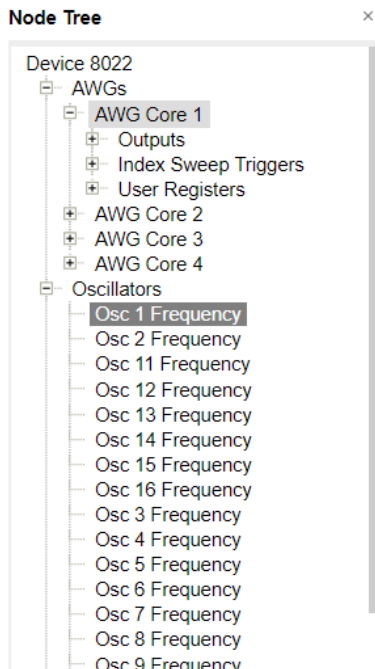 Node Tree
Device 8022
AWGs
AWG Core 1
Outputs
Index Sweep Triggers
User Registers
AWG Core 2
AWG Core 3
AWG Core 4
Oscillators
Osc 1 Frequency
Osc 2 Frequency
Osc 11 Frequency
Osc 12 Frequency
Osc 13 Frequency
Osc 14 Frequency
Osc 15 Frequency
Osc 16 Frequency
Osc 3 Frequency
Osc 4 Frequency
Osc 5 Frequency
Osc 6 Frequency
Osc 7 Frequency
Osc 8 Frequency
Osc 9 Frequency